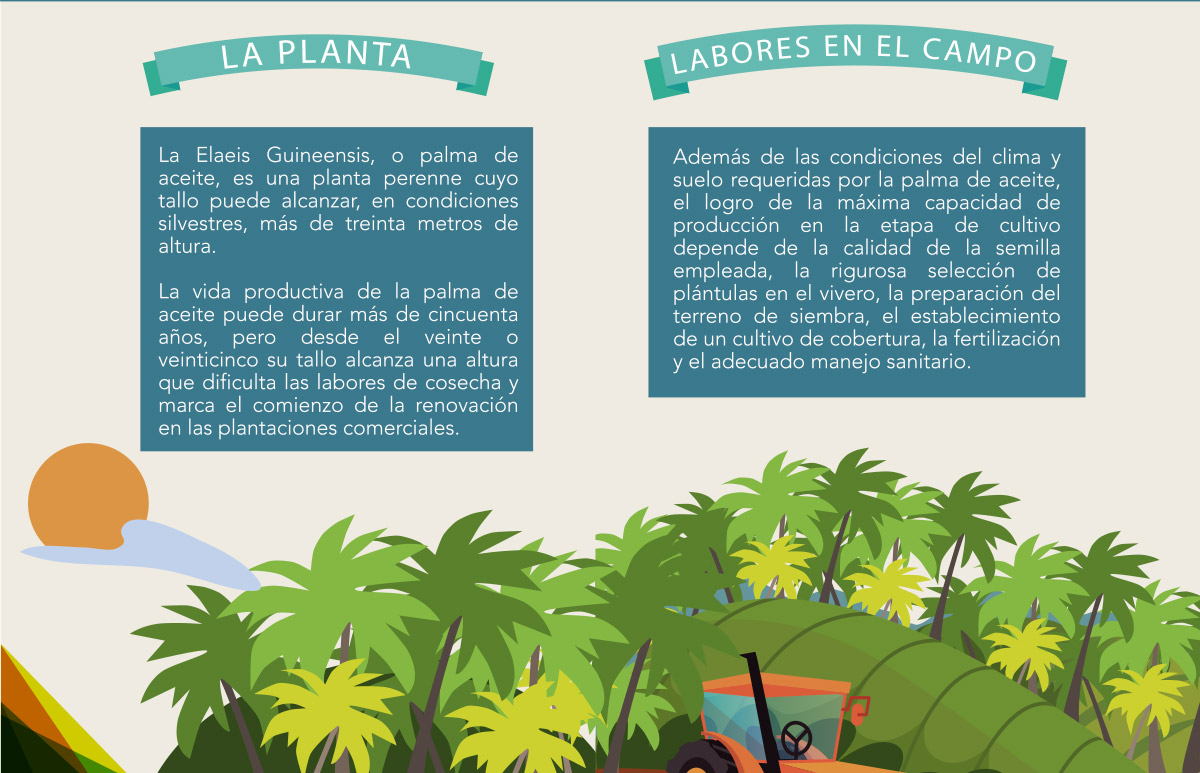 LA PLANTA
La Elaeis Guineensis, o palma de
aceite, es una planta perenne cuyo
tallo puede alcanzar, en condiciones
silvestres, más de treinta metros de
altura.
La vida productiva de la palma de
aceite puede durar más de cincuenta
años, pero desde el veinte o
veinticinco su tallo alcanza una altura
que dificulta las labores de cosecha y
marca el comienzo de la renovación
en las plantaciones comerciales.
LABORES EN EL CAMPO
Además de las condiciones del clima y
suelo requeridas por la palma de aceite,
el logro de la máxima capacidad de
producción en la etapa de cultivo
depende de la calidad de la semilla
empleada, la rigurosa selección de
plántulas en el vivero, la preparación del
terreno de siembra, el establecimiento
de un cultivo de cobertura, la fertilización
y el adecuado manejo sanitario.